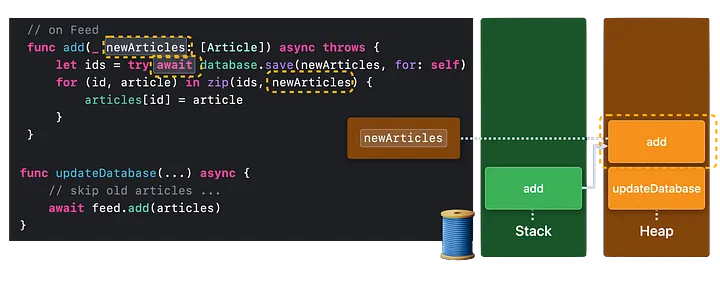 // on Feed
func add(_ newArticles: [Article]) async throws {
let ids = try await database.save(newArticles, for: self)
for (id, article) in zip(ids, newArticles) {
articles[id] = article
}
}
func updateDatabase(...) async {
// skip old articles ...
await feed.add(articles)
}
newArticles
add
Stack
add
updateDatabase
Heap